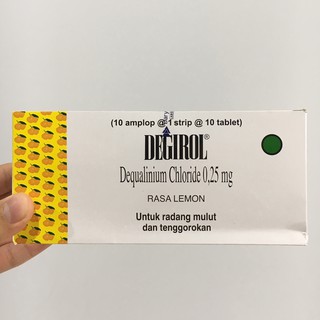 (10 amplop @ 1 strip @ 10 tablet)
DEGIROL®
Dequalinium Chloride 0,25 mg
RASA LEMON
Untuk radang mulut
dan tenggorokan